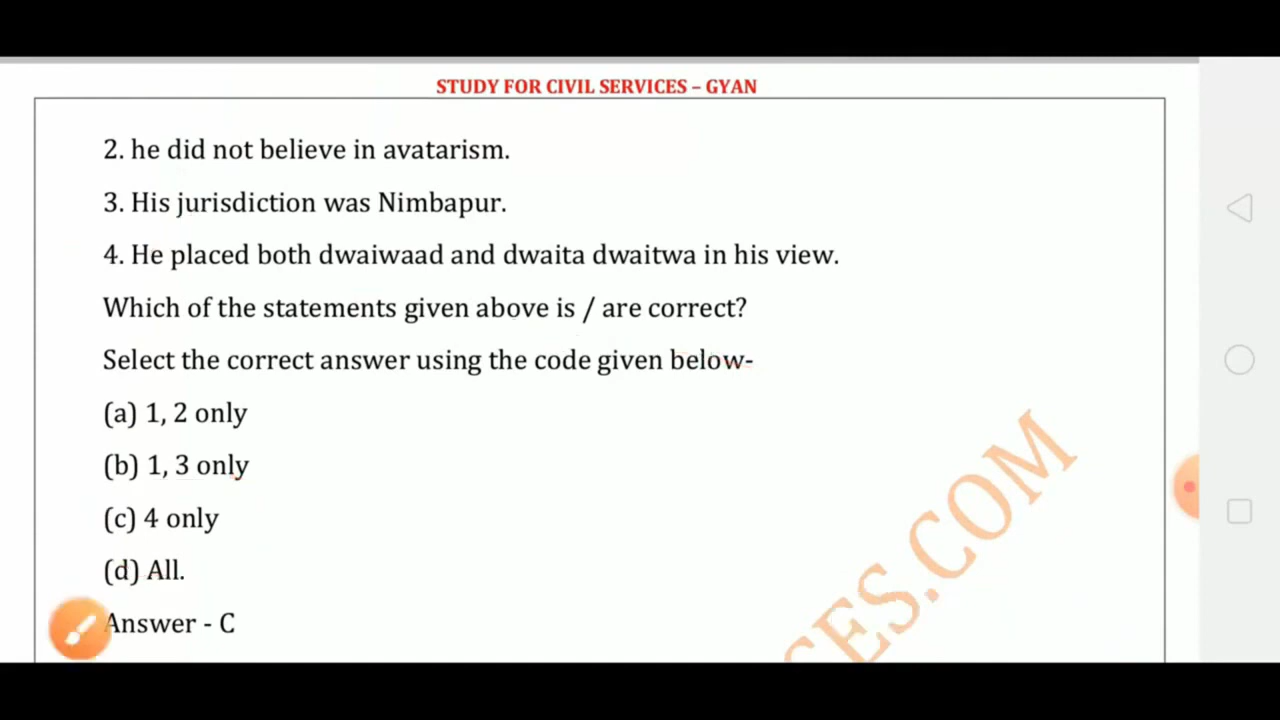 STUDY FOR CIVIL SERVICES – GYAN
2. he did not believe in avatarism.
3. His jurisdiction was Nimbapur.
4. He placed both dwaiwaad and dwaita dwaitwa in his view.
Which of the statements given above is / are correct?
Select the correct answer using the code given below-
(a) 1, 2 only
(b) 1, 3 only
(c) 4 only
(d) All.
Answer - C